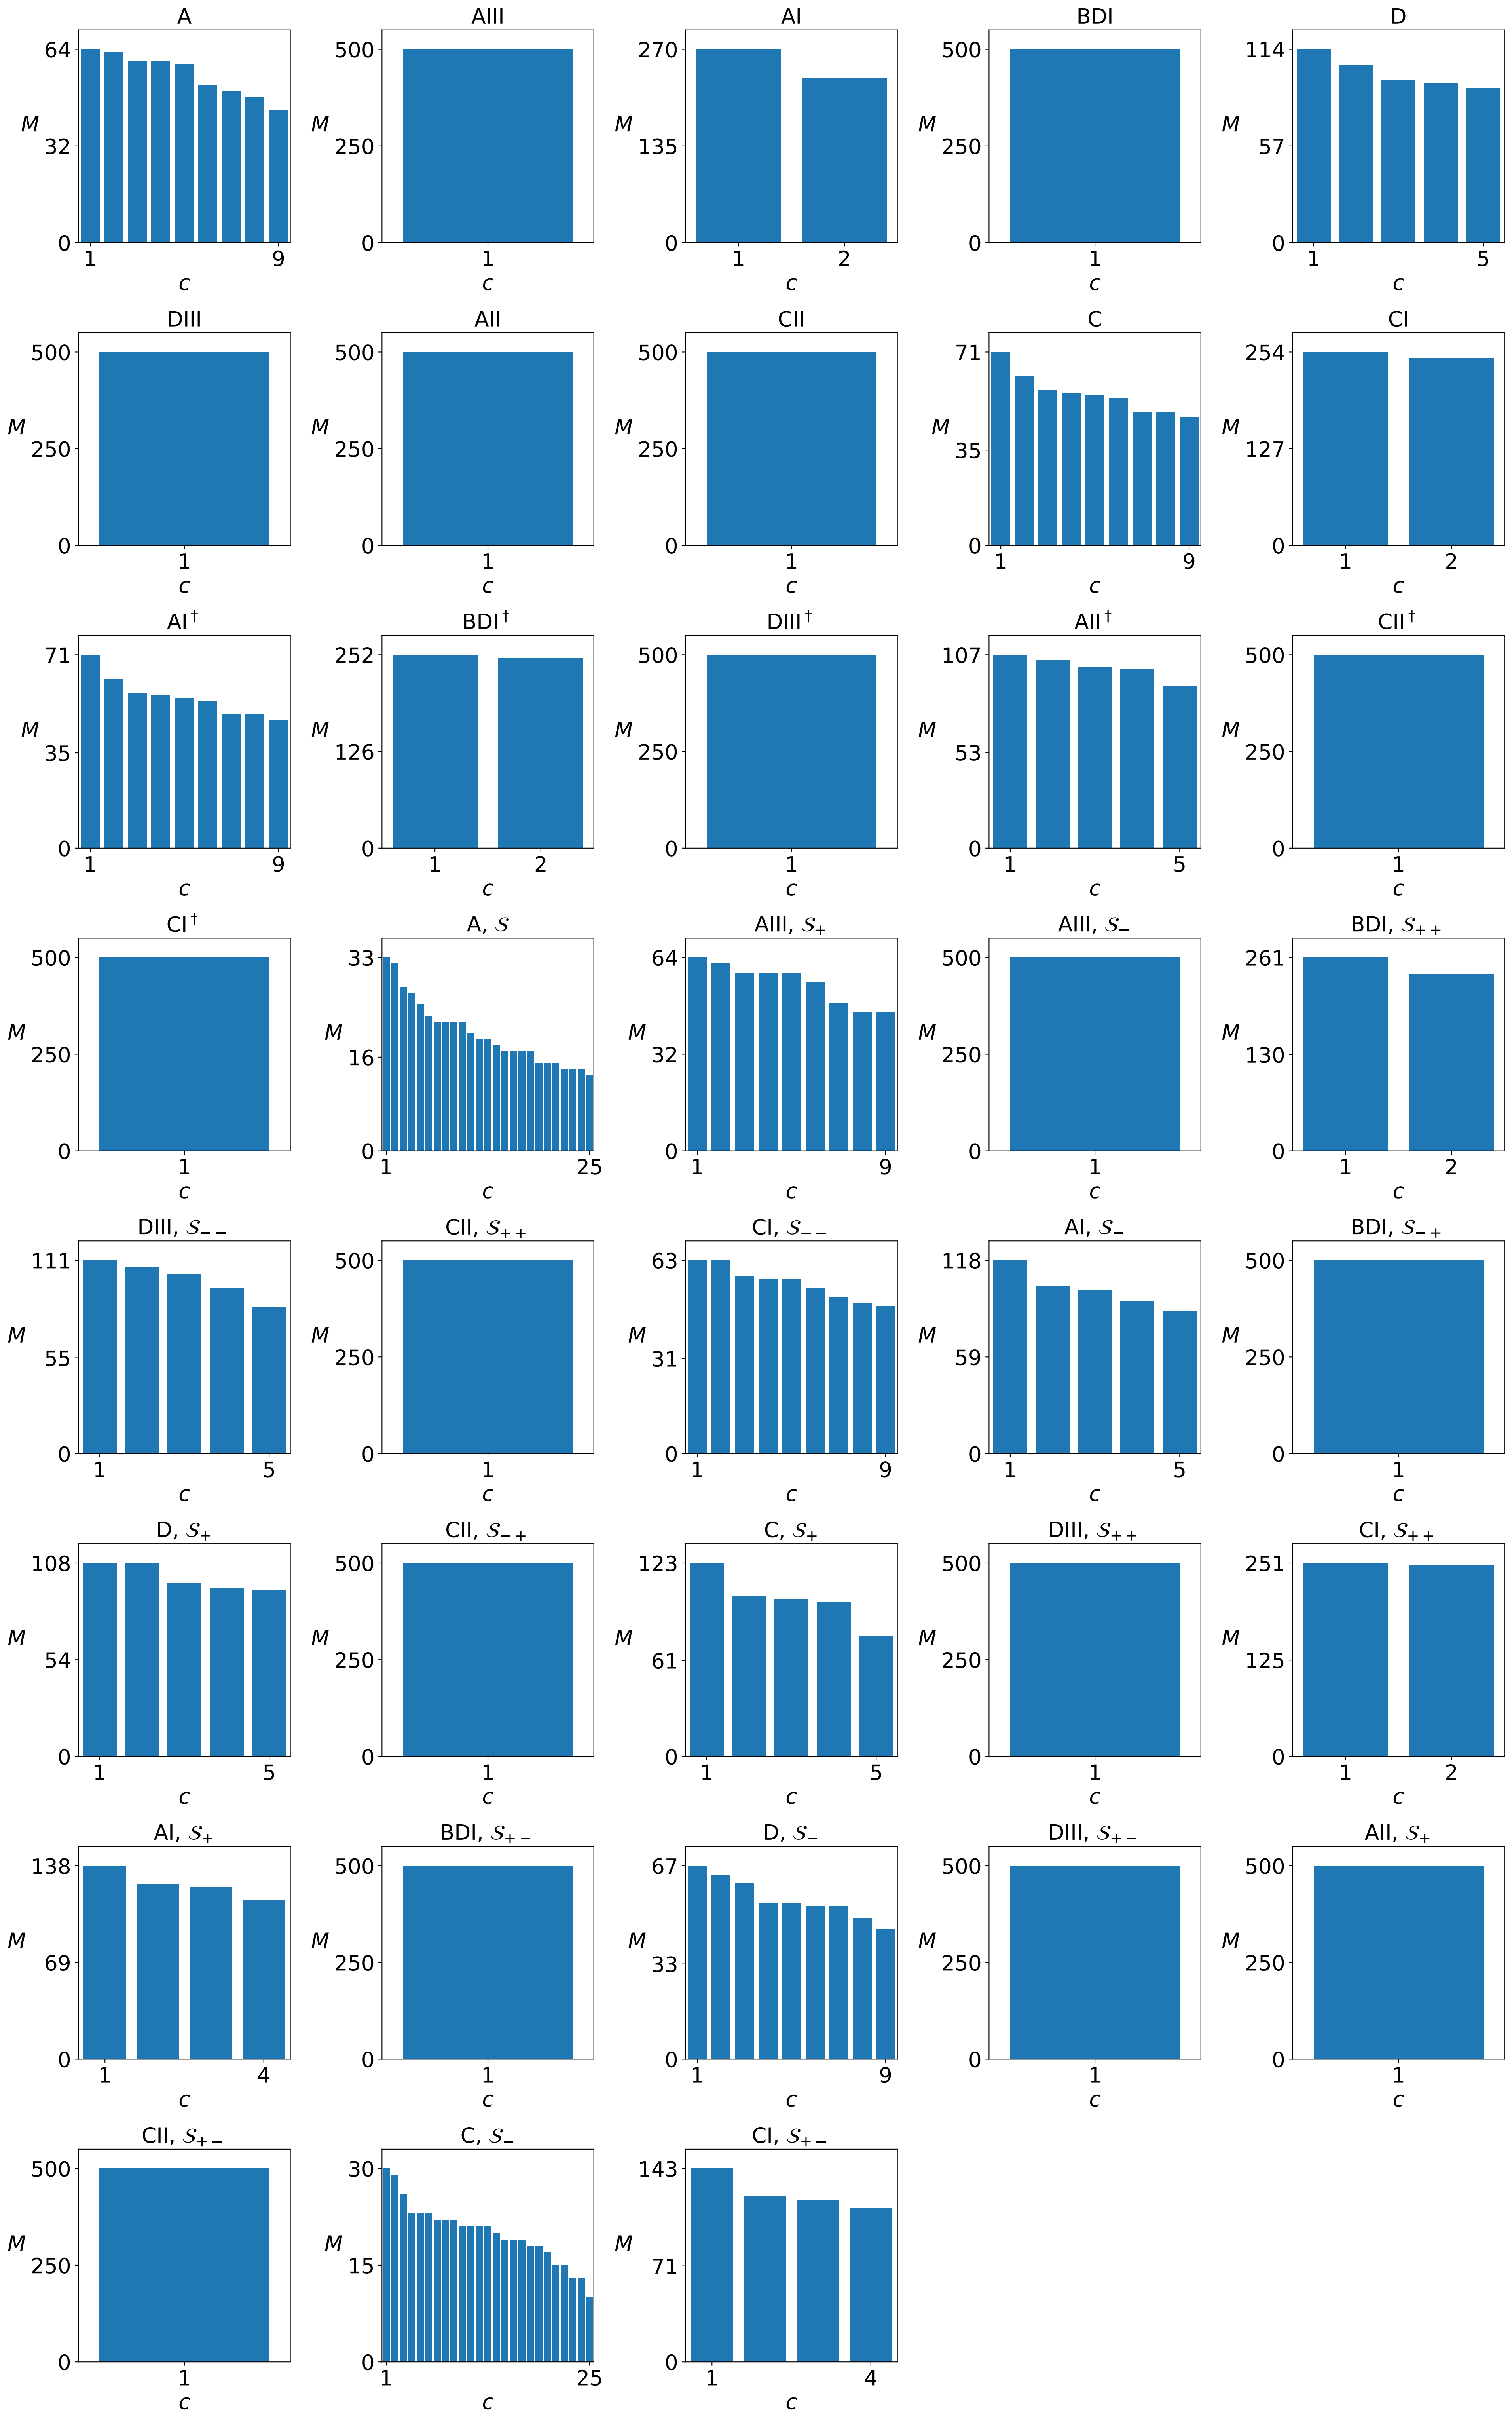 A
AIII
AI
BDI
D
64
32
0
M
1
9
c
500
250
0
M
1
c
270
135
0
M
1
2
c
500
250
0
M
1
c
114
57
0
M
1
5
c
DIII
AII
CII
C
CI
500
250
0
M
1
c
500
250
0
M
1
c
500
250
0
M
1
c
71
35
0
M
1
9
c
254
127
0
M
1
2
c
AI†
BDI†
DIII†
AII†
CII†
71
35
0
M
1
9
c
252
126
0
M
1
2
c
500
250
0
M
1
c
107
53
0
M
1
5
c
500
250
0
M
1
c
CI†
A, 𝒮
AIII, 𝒮₊
AIII, 𝒮₋
BDI, 𝒮₊₊
500
250
0
M
1
c
33
16
0
M
1
25
c
64
32
0
M
1
9
c
500
250
0
M
1
c
261
130
0
M
1
2
c
DIII, 𝒮₋₋
CII, 𝒮₊₊
CI, 𝒮₋₋
AI, 𝒮₋
BDI, 𝒮₋₊
111
55
0
M
1
5
c
500
250
0
M
1
c
63
31
0
M
1
9
c
118
59
0
M
1
5
c
500
250
0
M
1
c
D, 𝒮₊
CII, 𝒮₋₊
C, 𝒮₊
DIII, 𝒮₊₊
CI, 𝒮₊₊
108
54
0
M
1
5
c
500
250
0
M
1
c
123
61
0
M
1
5
c
500
250
0
M
1
c
251
125
0
M
1
2
c
AI, 𝒮₊
BDI, 𝒮₊₋
D, 𝒮₋
DIII, 𝒮₊₋
AII, 𝒮₊
138
69
0
M
1
4
c
500
250
0
M
1
c
67
33
0
M
1
9
c
500
250
0
M
1
c
500
250
0
M
1
c
CII, 𝒮₊₋
C, 𝒮₋
CI, 𝒮₊₋
500
250
0
M
1
c
30
15
0
M
1
25
c
143
71
0
M
1
4
c